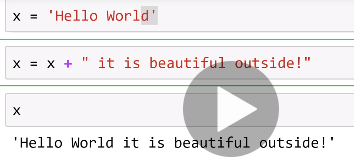 x = 'Hello World'
x = x + " it is beautiful outside!"
x
'Hello World it is beautiful outside!'